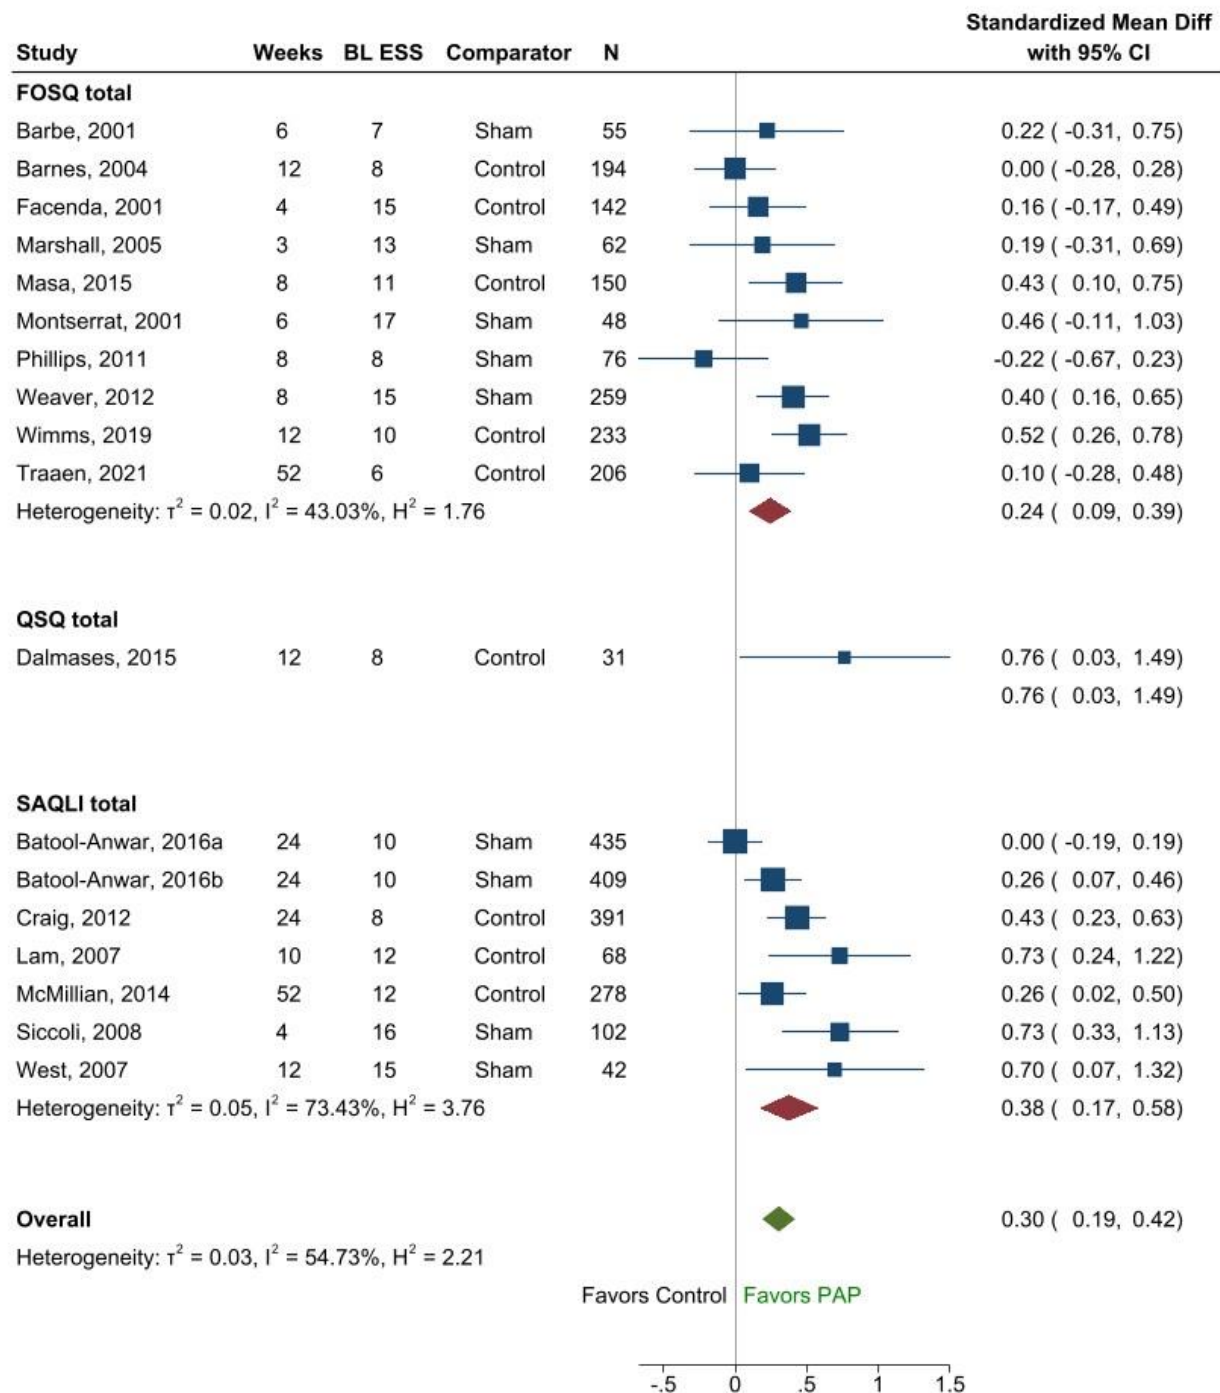 Standardized Mean Diff
Study Weeks BL ESS Comparator N with 95% CI
FOSQ total
Barbe, 2001 6 7 Sham 55 0.22 ( -0.31, 0.75)
Barnes, 2004 12 8 Control 194 0.00 ( -0.28, 0.28)
Facenda, 2001 4 15 Control 142 0.16 ( -0.17, 0.49)
Marshall, 2005 3 13 Sham 62 0.19 ( -0.31, 0.69)
Masa, 2015 8 11 Control 150 0.43 ( 0.10, 0.75)
Montserrat, 2001 6 17 Sham 48 0.46 ( -0.11, 1.03)
Phillips, 2011 8 8 Sham 76 -0.22 ( -0.67, 0.23)
Weaver, 2012 8 15 Sham 259 0.40 ( 0.16, 0.65)
Wimms, 2019 12 10 Control 233 0.52 ( 0.26, 0.78)
Traaen, 2021 52 6 Control 206 0.10 ( -0.28, 0.48)
Heterogeneity: τ² = 0.02, I² = 43.03%, H² = 1.76 0.24 ( 0.09, 0.39)
QSQ total
Dalmases, 2015 12 8 Control 31 0.76 ( 0.03, 1.49)
0.76 ( 0.03, 1.49)
SAQLI total
Batool-Anwar, 2016a 24 10 Sham 435 0.00 ( -0.19, 0.19)
Batool-Anwar, 2016b 24 10 Sham 409 0.26 ( 0.07, 0.46)
Craig, 2012 24 8 Control 391 0.43 ( 0.23, 0.63)
Lam, 2007 10 12 Control 68 0.73 ( 0.24, 1.22)
McMillian, 2014 52 12 Control 278 0.26 ( 0.02, 0.50)
Siccoli, 2008 4 16 Sham 102 0.73 ( 0.33, 1.13)
West, 2007 12 15 Sham 42 0.70 ( 0.07, 1.32)
Heterogeneity: τ² = 0.05, I² = 73.43%, H² = 3.76 0.38 ( 0.17, 0.58)
Overall 0.30 ( 0.19, 0.42)
Heterogeneity: τ² = 0.03, I² = 54.73%, H² = 2.21
Favors Control Favors PAP
-.5 0 .5 1 1.5